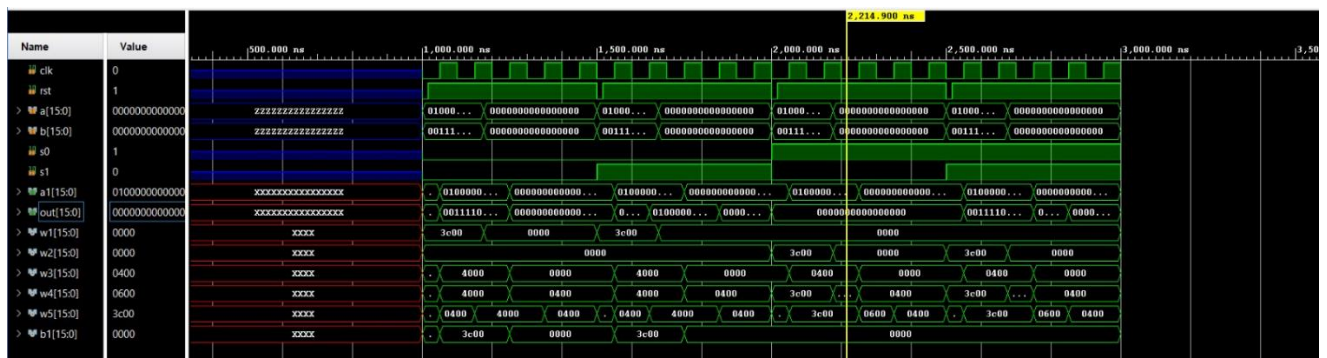 2,214.900 ns
Name Value 500.000 ns 1,000.000 ns 1,500.000 ns 2,000.000 ns 2,500.000 ns 3,000.000 ns 3,50
clk 0
rst 1
a[15:0] 0000000000000 zzzzzzzzzzzzzzzz 01000... 0000000000000000 01000... 0000000000000000 01000... 0000000000000000 01000... 0000000000000000
b[15:0] 0000000000000 zzzzzzzzzzzzzzzz 00111... 0000000000000000 00111... 0000000000000000 00111... 0000000000000000 00111... 0000000000000000
s0 1
s1 0
a1[15:0] 0100000000000 xxxxxxxxxxxxxxxx . 0100000... 000000000000... 0100000... 000000000000... 0100000... 000000000000... 0100000... 0000000000...
out[15:0] 0000000000000 xxxxxxxxxxxxxxxx . 0011110... 000000000000... 0... 0100000... 0000... 0000000000000000 0011110... 0... 0000...
w1[15:0] 0000 xxxx 3c00 0000 3c00 0000
w2[15:0] 0000 xxxx 0000 3c00 0000 3c00 0000
w3[15:0] 0400 xxxx . 4000 0000 4000 0000 0400 0000 0400 0000
w4[15:0] 0600 xxxx . 4000 0400 4000 0400 3c00 ... 0400 3c00 ... 0400
w5[15:0] 3c00 xxxx . 0400 4000 0400 . 0400 4000 0400 . 3c00 0600 0400 . 3c00 0600 0400
b1[15:0] 0000 xxxx . 3c00 0000 3c00 0000